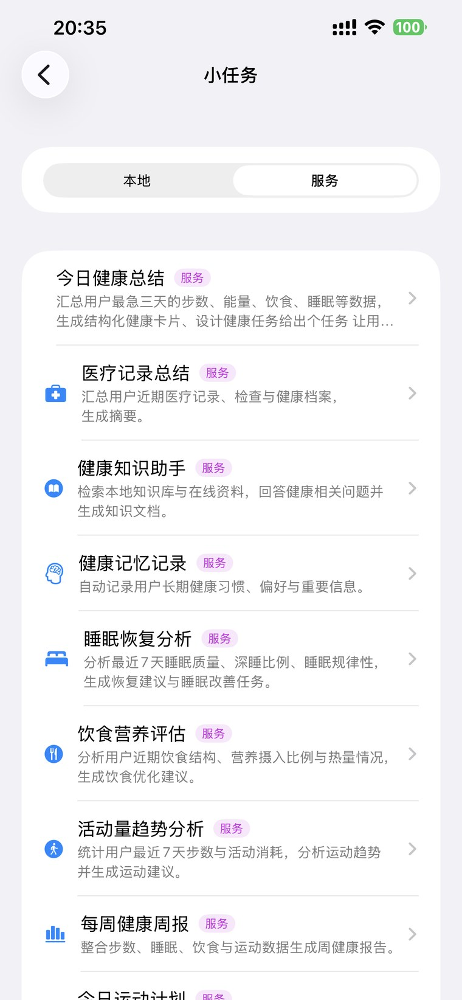 20:35
100
小任务
本地
服务
今日健康总结 服务
汇总用户最急三天的步数、能量、饮食、睡眠等数据，
生成结构化健康卡片、设计健康任务给出个任务 让用…
医疗记录总结 服务
汇总用户近期医疗记录、检查与健康档案，
生成摘要。
健康知识助手 服务
检索本地知识库与在线资料，回答健康相关问题并
生成知识文档。
健康记忆记录 服务
自动记录用户长期健康习惯、偏好与重要信息。
睡眠恢复分析 服务
分析最近7天睡眠质量、深睡比例、睡眠规律性，
生成恢复建议与睡眠改善任务。
饮食营养评估 服务
分析用户近期饮食结构、营养摄入比例与热量情况，
生成饮食优化建议。
活动量趋势分析 服务
统计用户最近7天步数与活动消耗，分析运动趋势
并生成运动建议。
每周健康周报 服务
整合步数、睡眠、饮食与运动数据生成周健康报告。
今日运动计划 服务